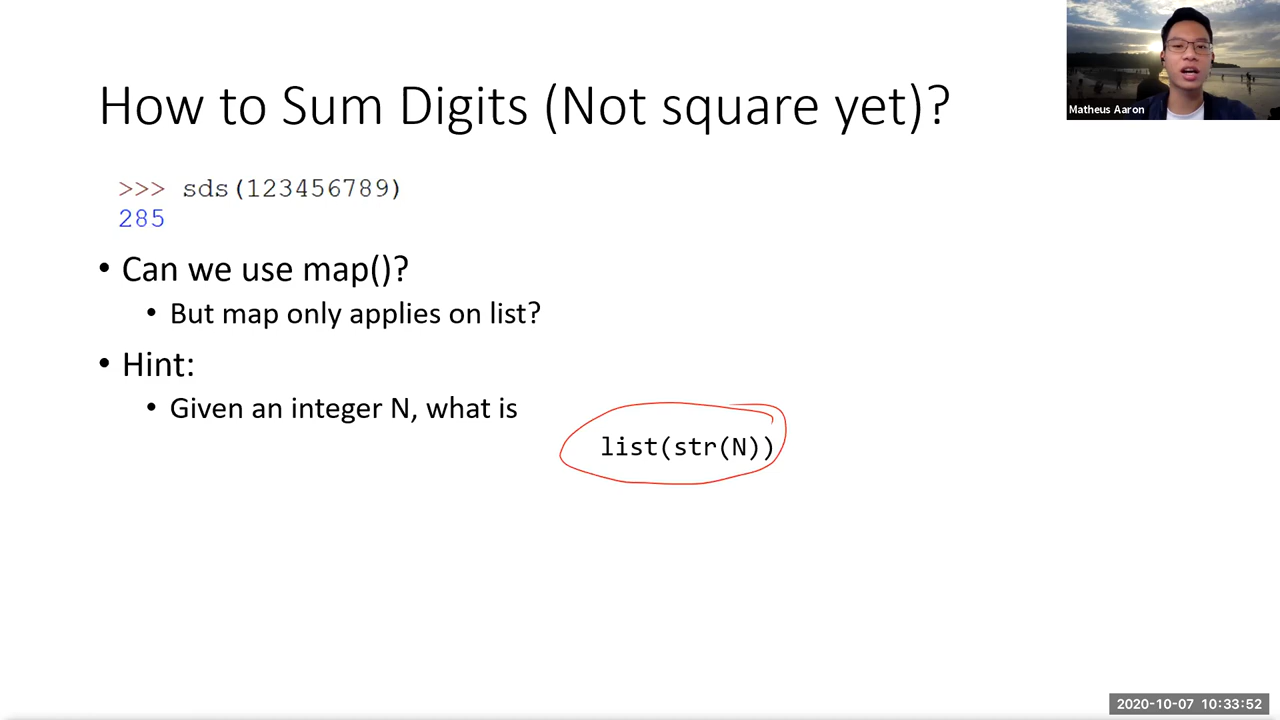 Matheus Aaron
How to Sum Digits (Not square yet)?
>>> sds(123456789)
285
• Can we use map()?
• But map only applies on list?
• Hint:
• Given an integer N, what is
list(str(N))
2020-10-07 10:33:52